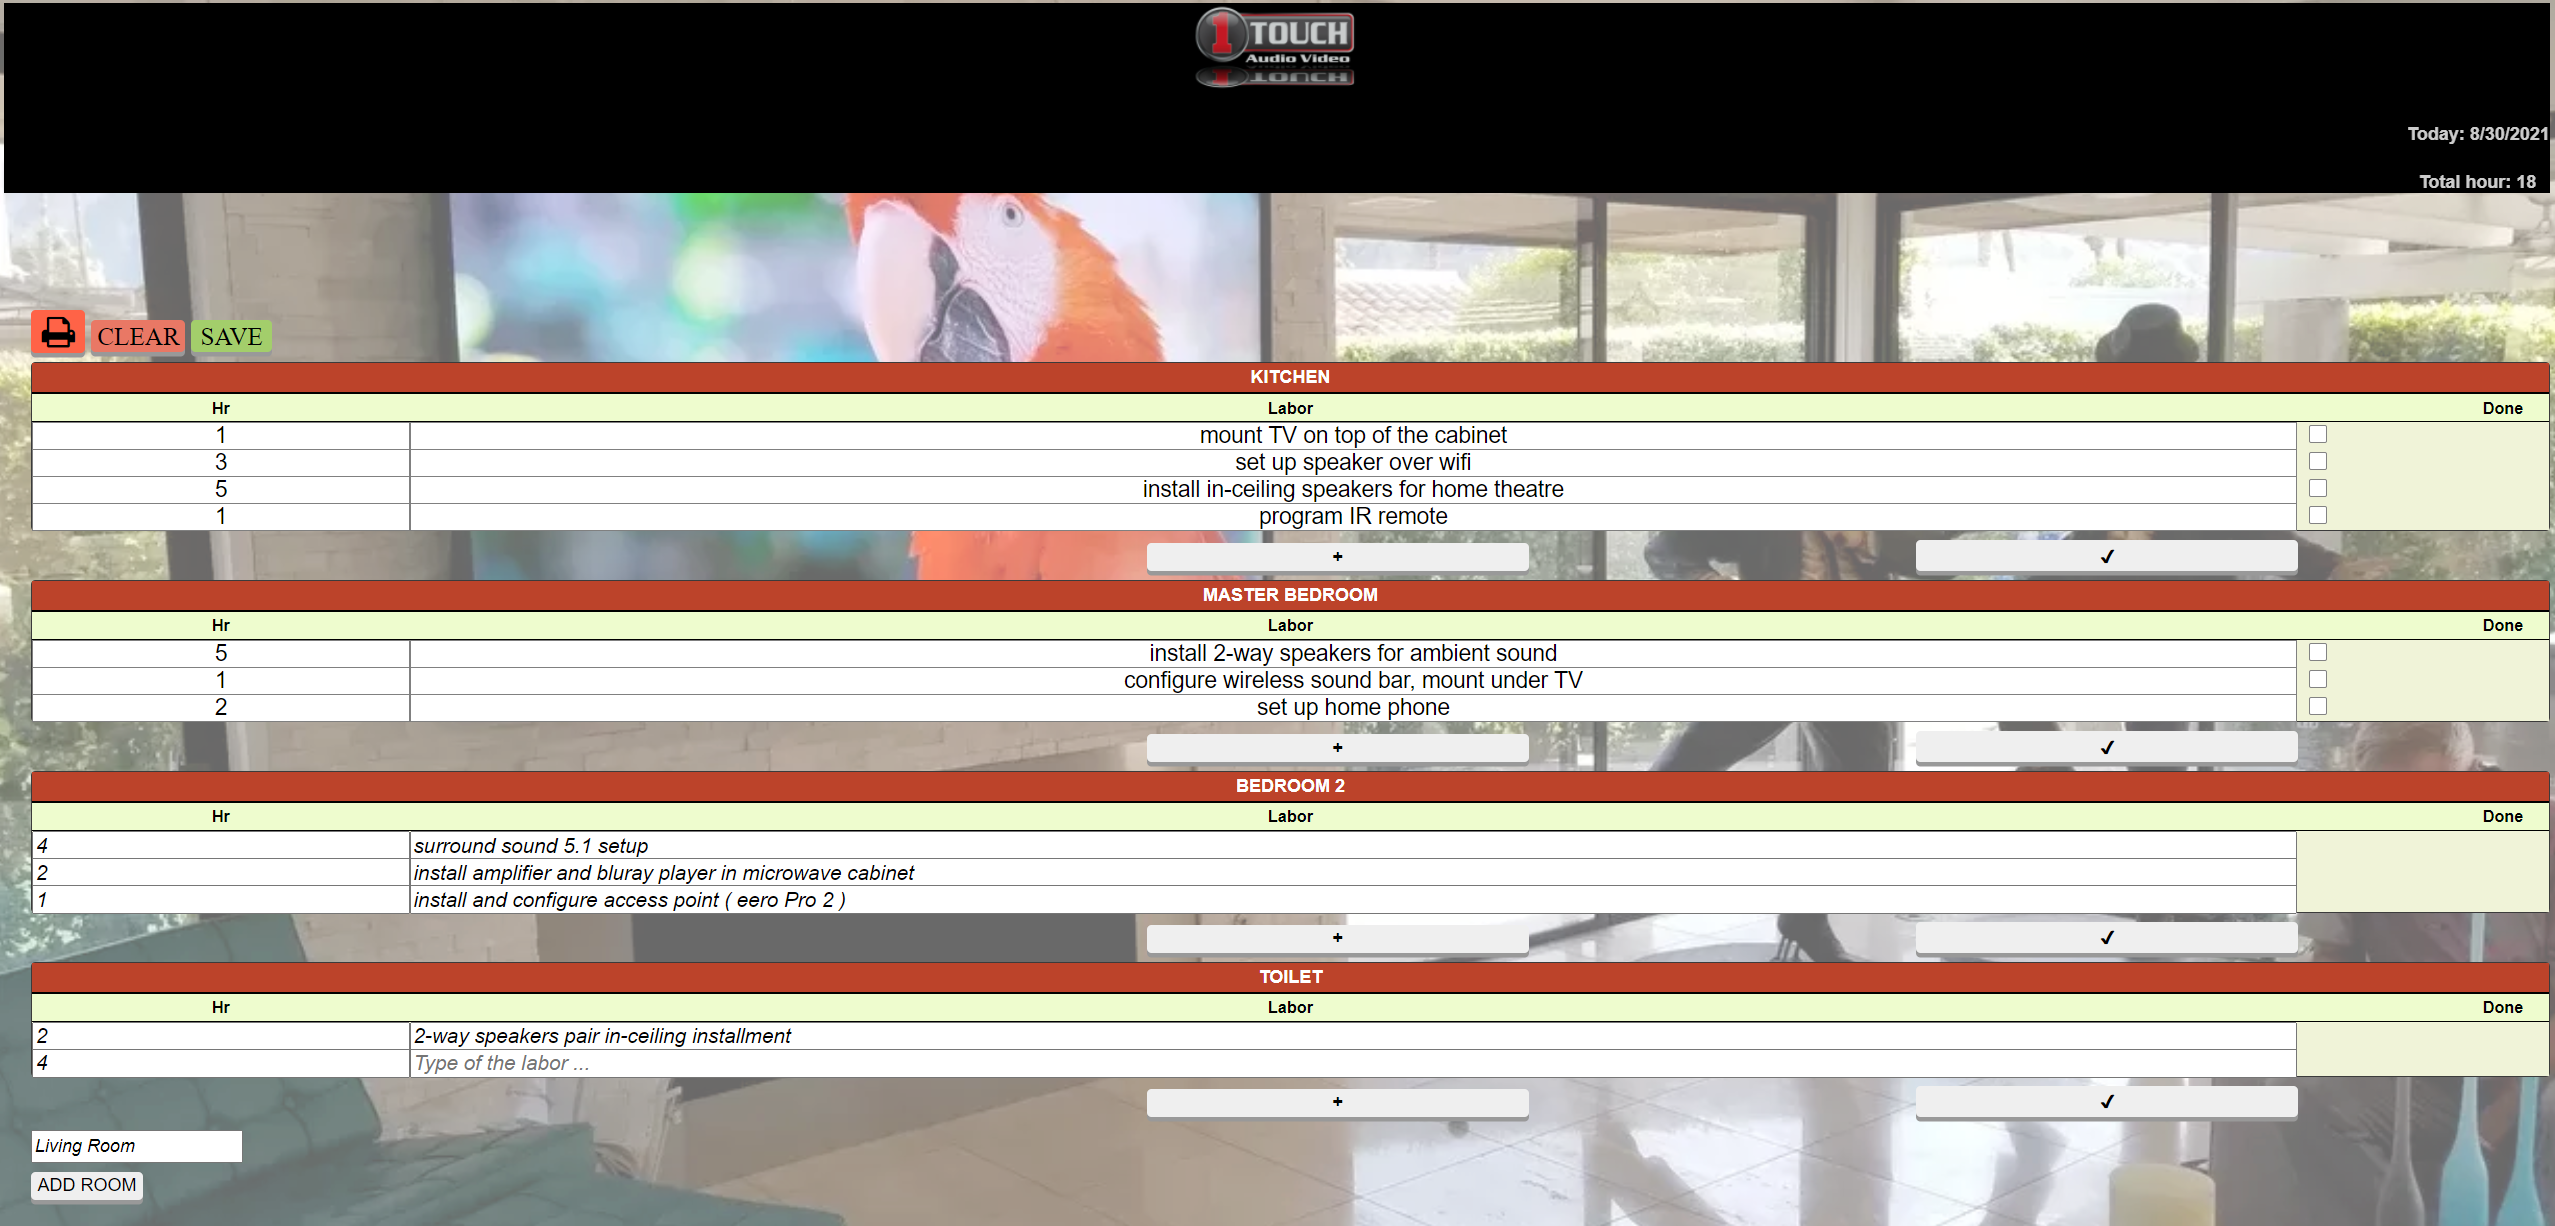 1 TOUCH
Audio Video
Today: 8/30/2021
Total hour: 18
CLEAR SAVE
KITCHEN
Hr Labor Done
1 mount TV on top of the cabinet
3 set up speaker over wifi
5 install in-ceiling speakers for home theatre
1 program IR remote
+ ✓
MASTER BEDROOM
Hr Labor Done
5 install 2-way speakers for ambient sound
1 configure wireless sound bar, mount under TV
2 set up home phone
+ ✓
BEDROOM 2
Hr Labor Done
4 surround sound 5.1 setup
2 install amplifier and bluray player in microwave cabinet
1 install and configure access point ( eero Pro 2 )
+ ✓
TOILET
Hr Labor Done
2 2-way speakers pair in-ceiling installment
4 Type of the labor ...
+ ✓
Living Room
ADD ROOM